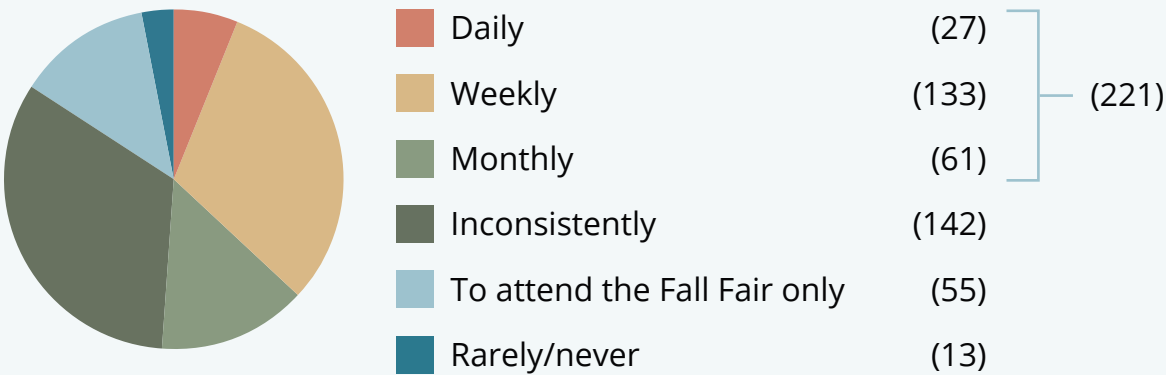 Daily (27)
Weekly (133) (221)
Monthly (61)
Inconsistently (142)
To attend the Fall Fair only (55)
Rarely/never (13)